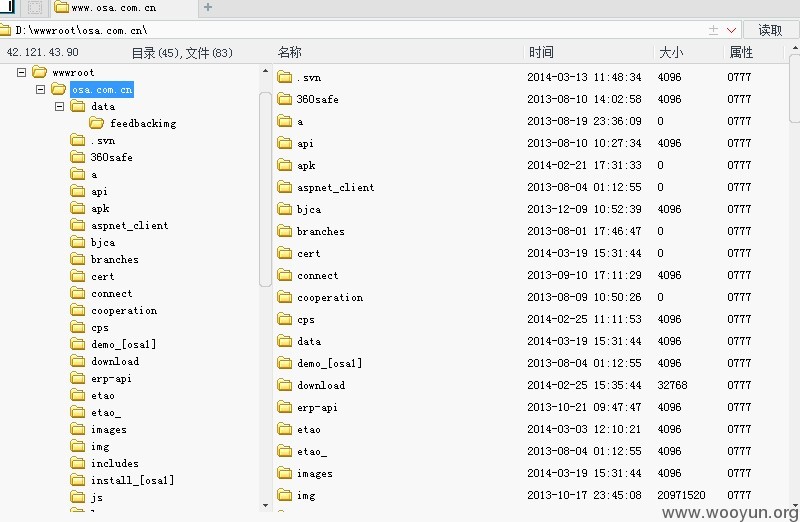 www.osa.com.cn
D:\wwwroot\osa.com.cn\ 读取
42.121.43.90 目录(45),文件(83) 名称 时间 大小 属性
wwwroot
osa.com.cn
data
feedbackimg
.svn
360safe
a
api
apk
aspnet_client
bjca
branches
cert
connect
cooperation
cps
demo_[osa1]
download
erp-api
etao
etao_
images
img
includes
install_[osa1]
js
.svn 2014-03-13 11:48:34 4096 0777
360safe 2013-08-10 14:02:58 4096 0777
a 2013-08-19 23:36:09 0 0777
api 2013-08-10 10:27:34 4096 0777
apk 2014-02-21 17:31:33 0 0777
aspnet_client 2013-08-04 01:12:55 0 0777
bjca 2013-12-09 10:52:39 4096 0777
branches 2013-08-01 17:46:47 0 0777
cert 2014-03-19 15:31:44 0 0777
connect 2013-09-10 17:11:29 4096 0777
cooperation 2013-08-09 10:50:26 0 0777
cps 2014-02-25 11:11:53 4096 0777
data 2014-03-19 15:31:44 4096 0777
demo_[osa1] 2013-08-04 01:12:55 4096 0777
download 2014-02-25 15:35:44 32768 0777
erp-api 2013-10-21 09:47:47 4096 0777
etao 2014-03-03 12:10:21 4096 0777
etao_ 2013-08-04 01:12:55 4096 0777
images 2014-03-19 15:31:44 4096 0777
img 2013-10-17 23:45:08 20971520 0777
www.wooyun.org